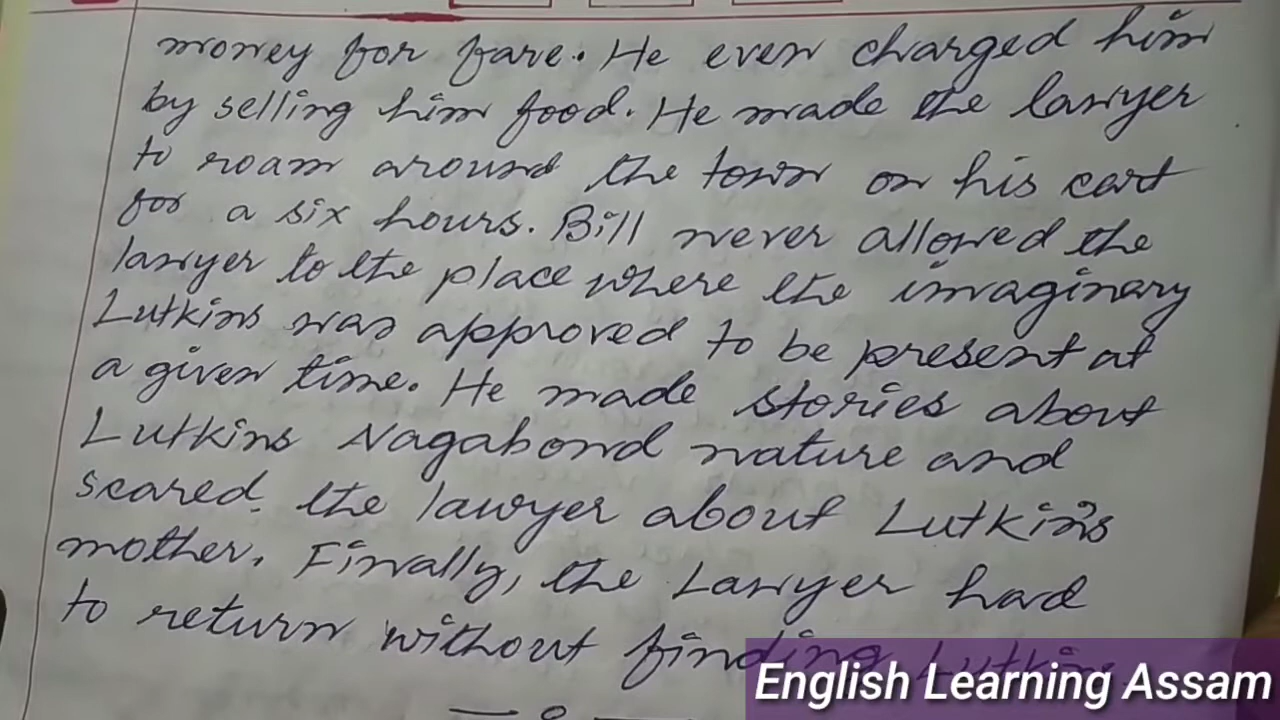 money for fare. He even charged him
by selling him food. He made the lawyer
to roam around the town on his cart
for a six hours. Bill never allowed the
lawyer to the place where the imaginary
Lutkins was approved to be present at
a given time. He made stories about
Lutkins Vagabond nature and
scared the lawyer about Lutkin's
mother. Finally, the Lawyer had
to return without finding Lutkins.
English Learning Assam